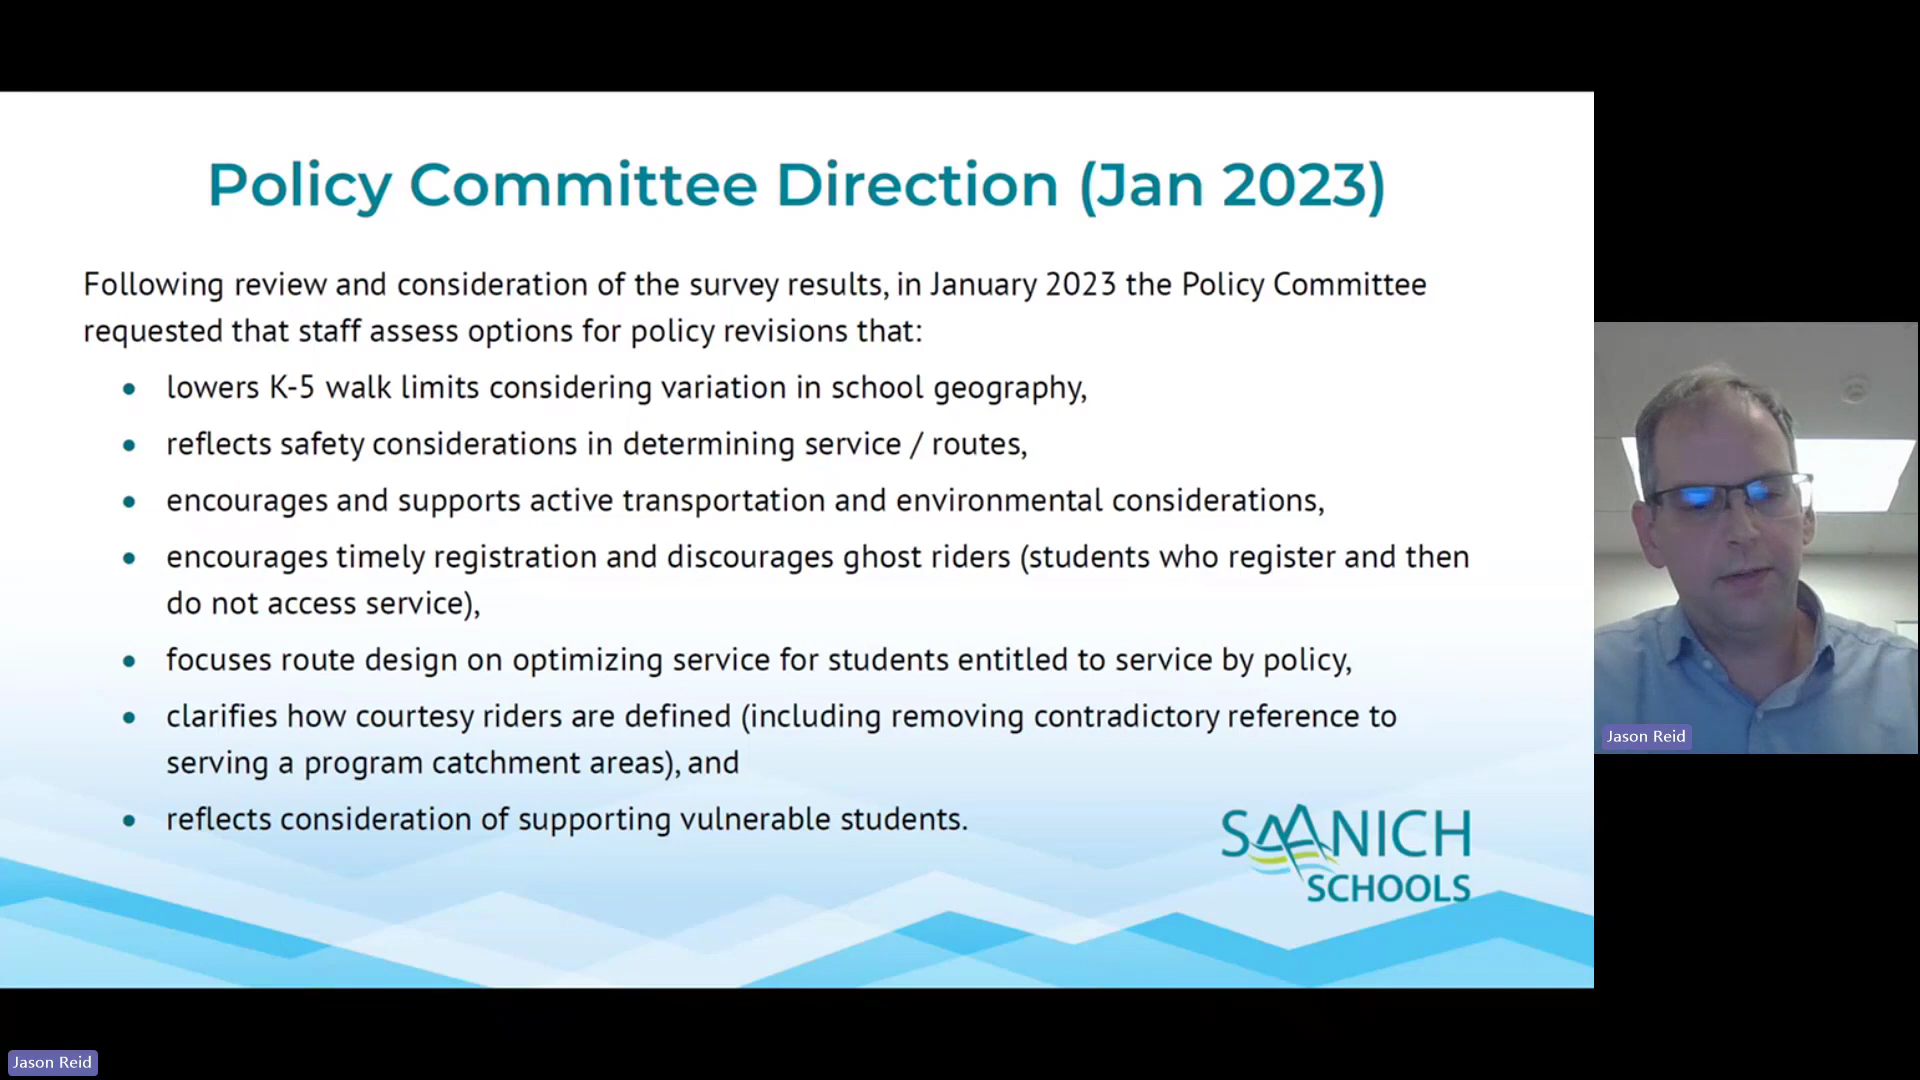 Policy Committee Direction (Jan 2023)
Following review and consideration of the survey results, in January 2023 the Policy Committee
requested that staff assess options for policy revisions that:
• lowers K-5 walk limits considering variation in school geography,
• reflects safety considerations in determining service / routes,
• encourages and supports active transportation and environmental considerations,
• encourages timely registration and discourages ghost riders (students who register and then
do not access service),
• focuses route design on optimizing service for students entitled to service by policy,
• clarifies how courtesy riders are defined (including removing contradictory reference to
serving a program catchment areas), and
• reflects consideration of supporting vulnerable students.
SAANICH
SCHOOLS
Jason Reid
Jason Reid